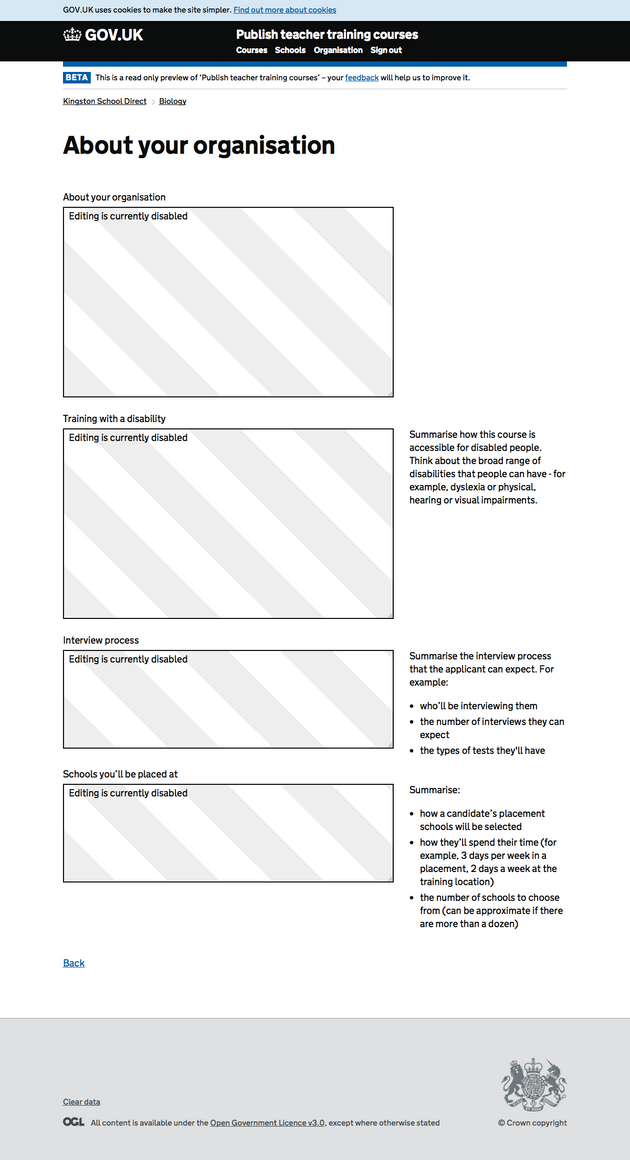 GOV.UK uses cookies to make the site simpler. Find out more about cookies
GOV.UK
Publish teacher training courses
Courses Schools Organisation Sign out
BETA This is a read only preview of ‘Publish teacher training courses’ – your feedback will help us to improve it.
Kingston School Direct Biology
About your organisation
About your organisation
Editing is currently disabled
Training with a disability
Editing is currently disabled
Summarise how this course is
accessible for disabled people.
Think about the broad range of
disabilities that people can have - for
example, dyslexia or physical,
hearing or visual impairments.
Interview process
Editing is currently disabled
Summarise the interview process
that the applicant can expect. For
example:
• who’ll be interviewing them
• the number of interviews they can
expect
• the types of tests they'll have
Schools you’ll be placed at
Editing is currently disabled
Summarise:
• how a candidate’s placement
schools will be selected
• how they’ll spend their time (for
example, 3 days per week in a
placement, 2 days a week at the
training location)
• the number of schools to choose
from (can be approximate if there
are more than a dozen)
Back
Clear data
OGL All content is available under the Open Government Licence v3.0, except where otherwise stated
© Crown copyright